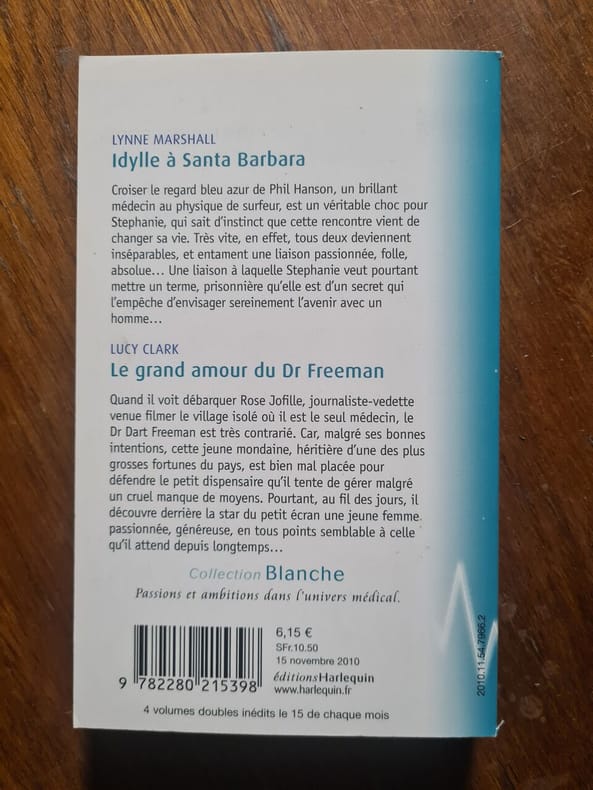 LYNNE MARSHALL
Idylle à Santa Barbara
Croiser le regard bleu azur de Phil Hanson, un brillant
médecin au physique de surfeur, est un véritable choc pour
Stephanie, qui sait d'instinct que cette rencontre vient de
changer sa vie. Très vite, en effet, tous deux deviennent
inséparables, et entament une liaison passionnée, folle,
absolue... Une liaison à laquelle Stephanie veut pourtant
mettre un terme, prisonnière qu'elle est d'un secret qui
l'empêche d'envisager sereinement l'avenir avec un
homme...
LUCY CLARK
Le grand amour du Dr Freeman
Quand il voit débarquer Rose Jofille, journaliste-vedette
venue filmer le village isolé où il est le seul médecin, le
Dr Dart Freeman est très contrarié. Car, malgré ses bonnes
intentions, cette jeune mondaine, héritière d'une des plus
grosses fortunes du pays, est bien mal placée pour
défendre le petit dispensaire qu'il tente de gérer malgré
un cruel manque de moyens. Pourtant, au fil des jours, il
découvre derrière la star du petit écran une jeune femme
passionnée, généreuse, en tous points semblable à celle
qu'il attend depuis longtemps...
Collection Blanche
Passions et ambitions dans l'univers médical.
6,15 €
SFr.10.50
15 novembre 2010
éditionsHarlequin
www.harlequin.fr
9 782280 215398
4 volumes doubles inédits le 15 de chaque mois
2010.11.54.7966.2